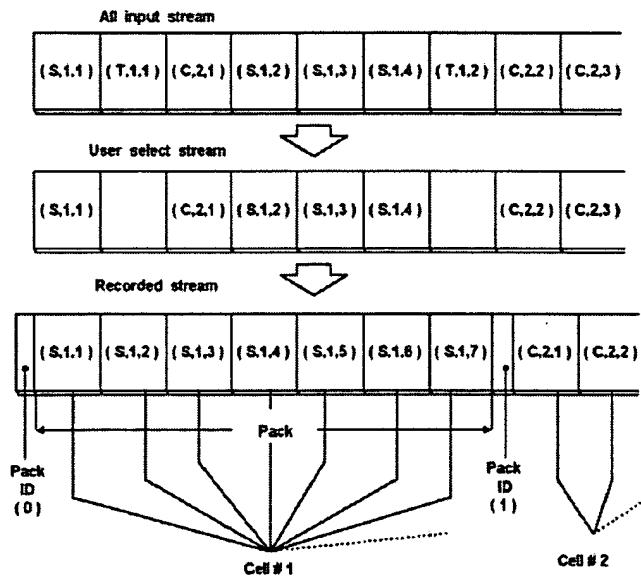 All input stream
(S,1,1) (T,1,1) (C,2,1) (S,1,2) (S,1,3) (S,1,4) (T,1,2) (C,2,2) (C,2,3)
User select stream
(S,1,1) (C,2,1) (S,1,2) (S,1,3) (S,1,4) (C,2,2) (C,2,3)
Recorded stream
(S,1,1) (S,1,2) (S,1,3) (S,1,4) (S,1,5) (S,1,6) (S,1,7) (C,2,1) (C,2,2)
Pack
Pack
ID
(0)
Pack
ID
(1)
Cell # 1
Cell # 2